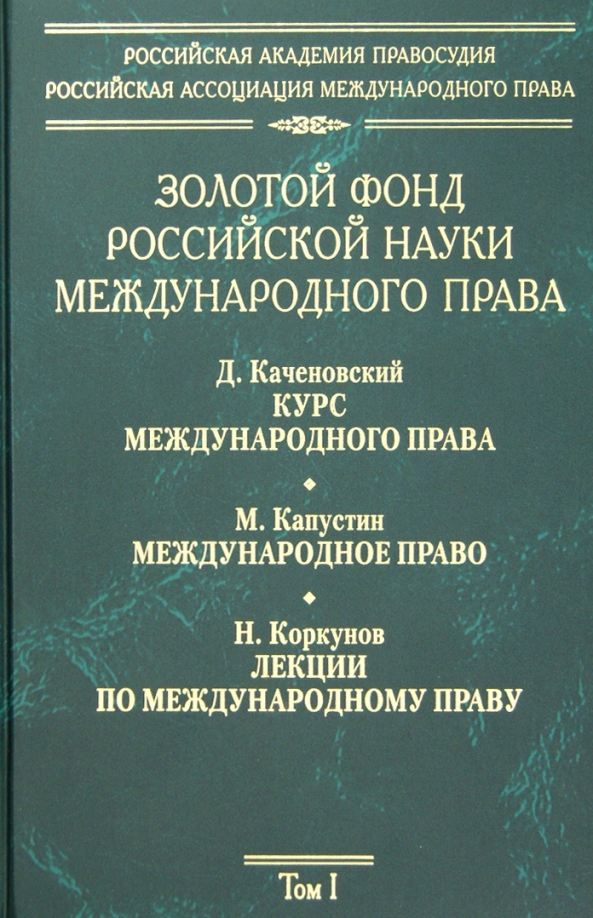 РОССИЙСКАЯ АКАДЕМИЯ ПРАВОСУДИЯ
РОССИЙСКАЯ АССОЦИАЦИЯ МЕЖДУНАРОДНОГО ПРАВА
ЗОЛОТОЙ ФОНД
РОССИЙСКОЙ НАУКИ
МЕЖДУНАРОДНОГО ПРАВА
Д. Каченовский
КУРС
МЕЖДУНАРОДНОГО ПРАВА
М. Капустин
МЕЖДУНАРОДНОЕ ПРАВО
Н. Коркунов
ЛЕКЦИИ
ПО МЕЖДУНАРОДНОМУ ПРАВУ
Том I